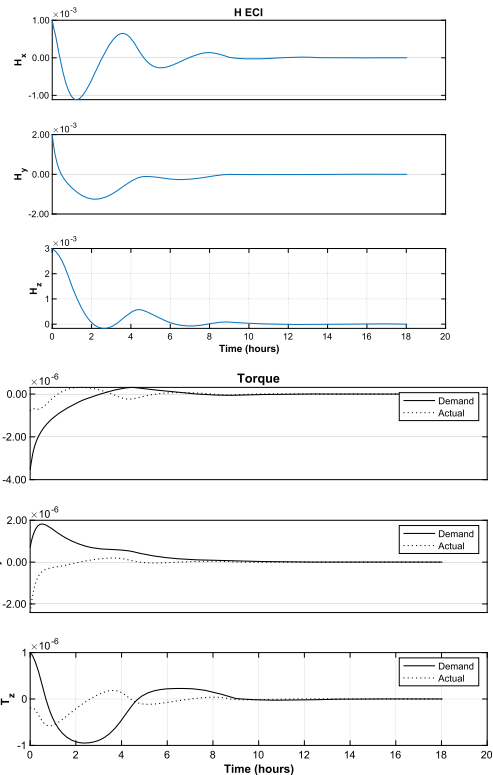 H ECI
×10⁻³
1.00
0.00
-1.00
Hx
×10⁻³
2.00
0.00
-2.00
Hy
×10⁻³
3
2
1
0
Hz
0 2 4 6 8 10 12 14 16 18 20
Time (hours)
Torque
×10⁻⁶
0.00
-2.00
-4.00
Demand
Actual
×10⁻⁶
2.00
0.00
-2.00
Demand
Actual
×10⁻⁶
1
0
-1
Tz
Demand
Actual
0 2 4 6 8 10 12 14 16 18 20
Time (hours)